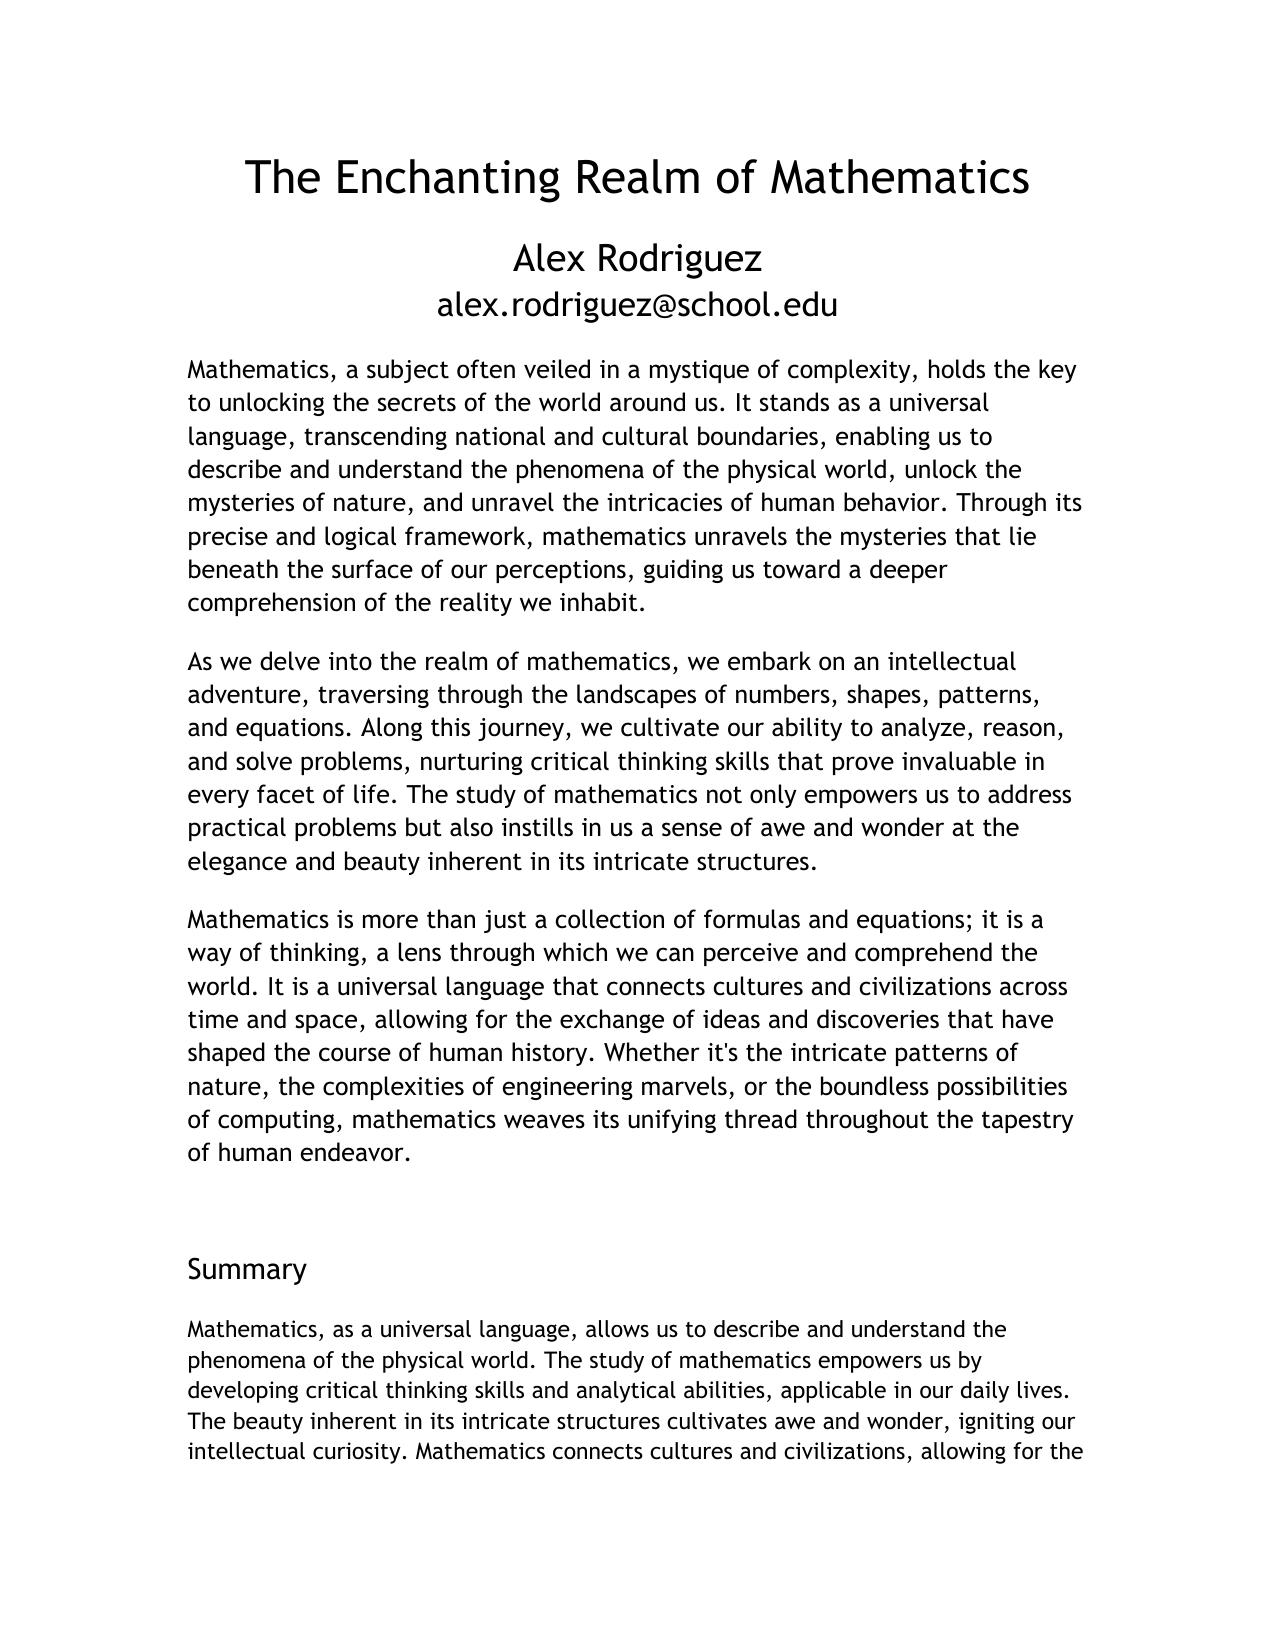 The Enchanting Realm of Mathematics
Alex Rodriguez
alex.rodriguez@school.edu
Mathematics, a subject often veiled in a mystique of complexity, holds the key
to unlocking the secrets of the world around us. It stands as a universal
language, transcending national and cultural boundaries, enabling us to
describe and understand the phenomena of the physical world, unlock the
mysteries of nature, and unravel the intricacies of human behavior. Through its
precise and logical framework, mathematics unravels the mysteries that lie
beneath the surface of our perceptions, guiding us toward a deeper
comprehension of the reality we inhabit.
As we delve into the realm of mathematics, we embark on an intellectual
adventure, traversing through the landscapes of numbers, shapes, patterns,
and equations. Along this journey, we cultivate our ability to analyze, reason,
and solve problems, nurturing critical thinking skills that prove invaluable in
every facet of life. The study of mathematics not only empowers us to address
practical problems but also instills in us a sense of awe and wonder at the
elegance and beauty inherent in its intricate structures.
Mathematics is more than just a collection of formulas and equations; it is a
way of thinking, a lens through which we can perceive and comprehend the
world. It is a universal language that connects cultures and civilizations across
time and space, allowing for the exchange of ideas and discoveries that have
shaped the course of human history. Whether it's the intricate patterns of
nature, the complexities of engineering marvels, or the boundless possibilities
of computing, mathematics weaves its unifying thread throughout the tapestry
of human endeavor.
Summary
Mathematics, as a universal language, allows us to describe and understand the
phenomena of the physical world. The study of mathematics empowers us by
developing critical thinking skills and analytical abilities, applicable in our daily lives.
The beauty inherent in its intricate structures cultivates awe and wonder, igniting our
intellectual curiosity. Mathematics connects cultures and civilizations, allowing for the